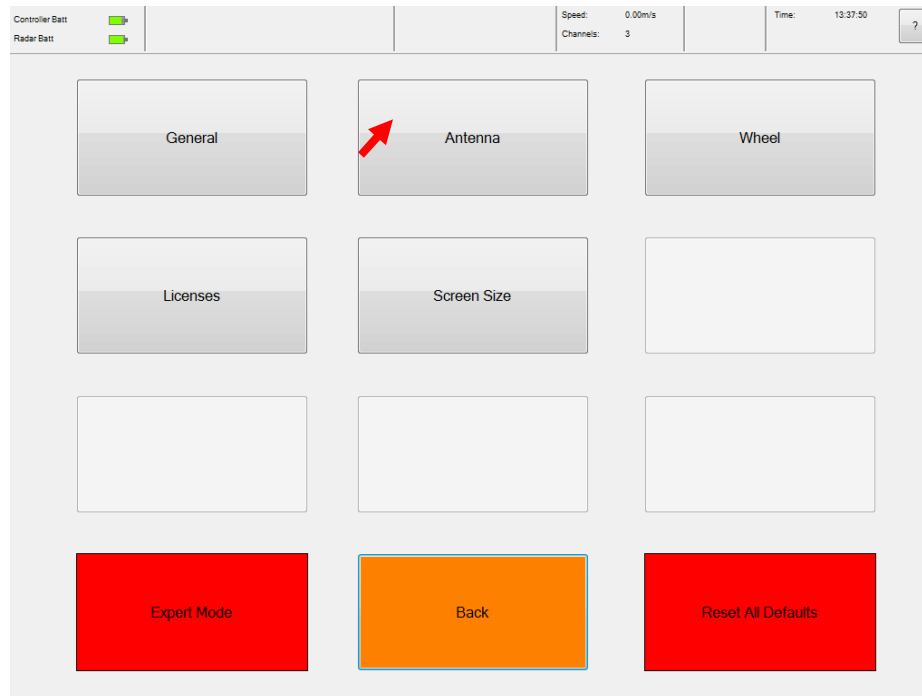 Controller Batt
Radar Batt
Speed: 0.00m/s
Channels: 3
Time: 13:37:50
?
General
Antenna
Wheel
Licenses
Screen Size
Expert Mode
Back
Reset All Defaults